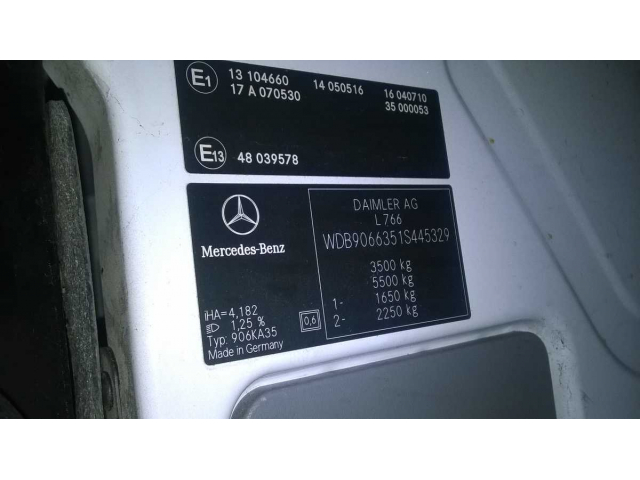 E1 13 104660 14 050516 16 040710
17 A 070530 35 000053
E13 48 039578
Mercedes-Benz
DAIMLER AG
L 766
WDB9066351S445329
3500 kg
5500 kg
1- 1650 kg
2- 2250 kg
iHA=4,182
1,25 %
Typ: 906KA35
Made in Germany
0,6